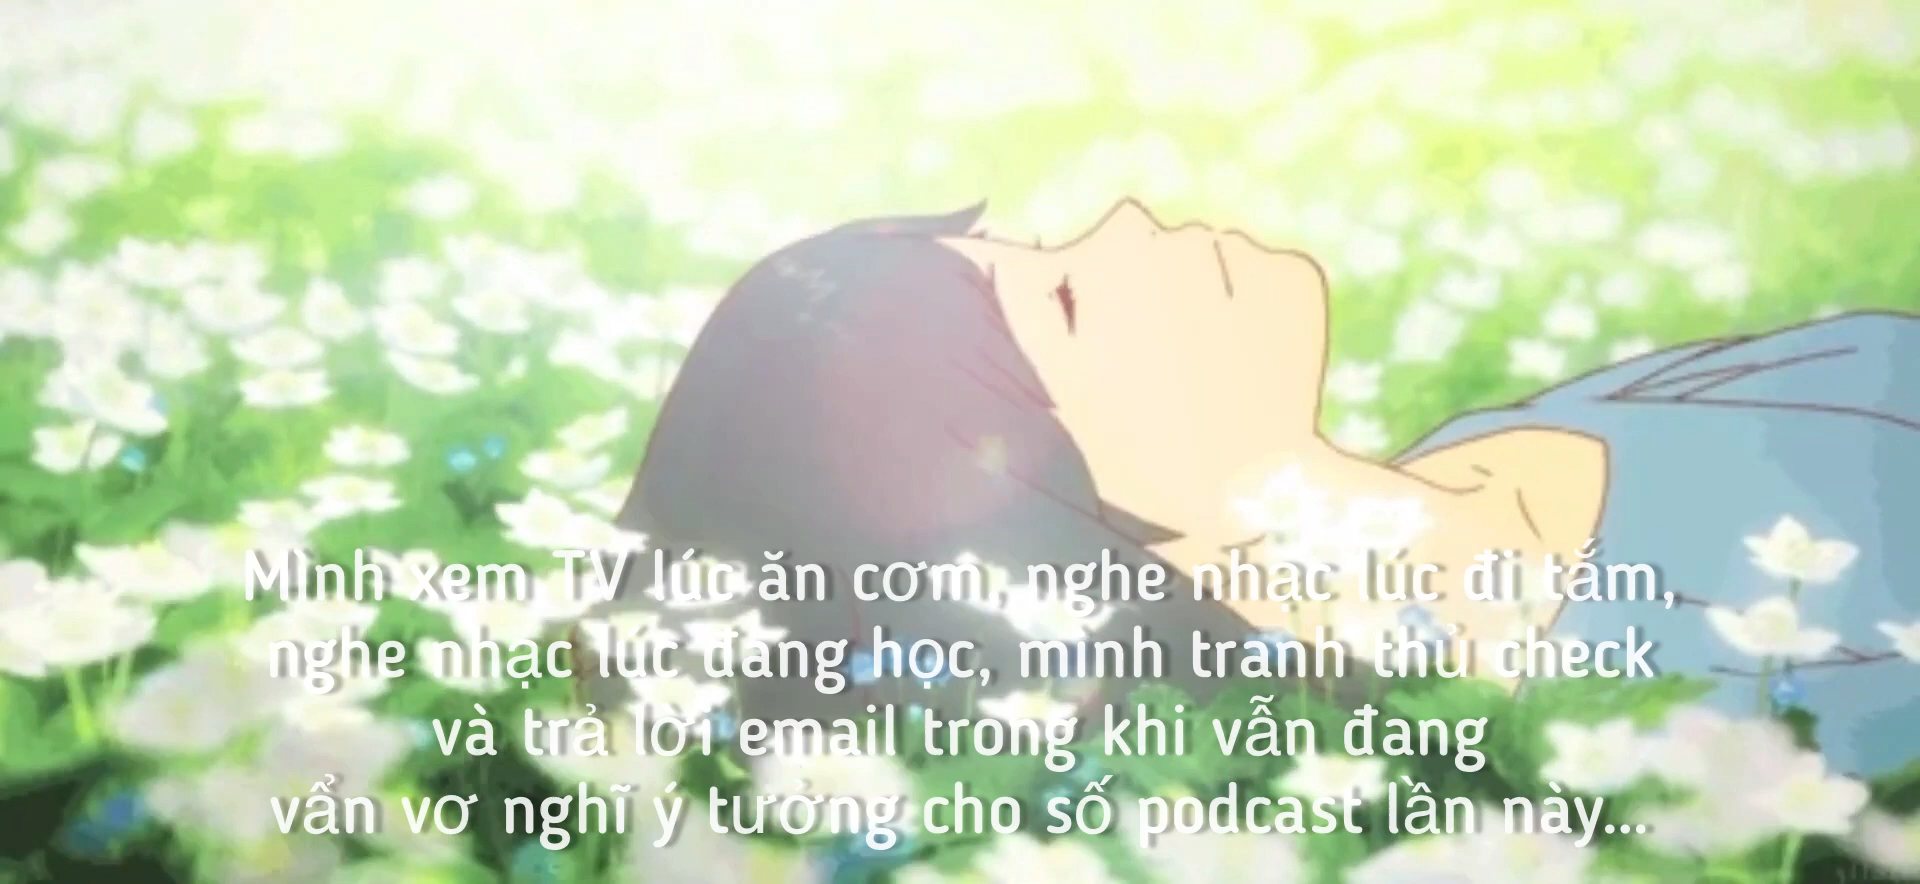 Mình xem TV lúc ăn cơm, nghe nhạc lúc đi tắm,
nghe nhạc lúc đang học, mình tranh thủ check
và trả lời email trong khi vẫn đang
vẩn vơ nghĩ ý tưởng cho số podcast lần này...